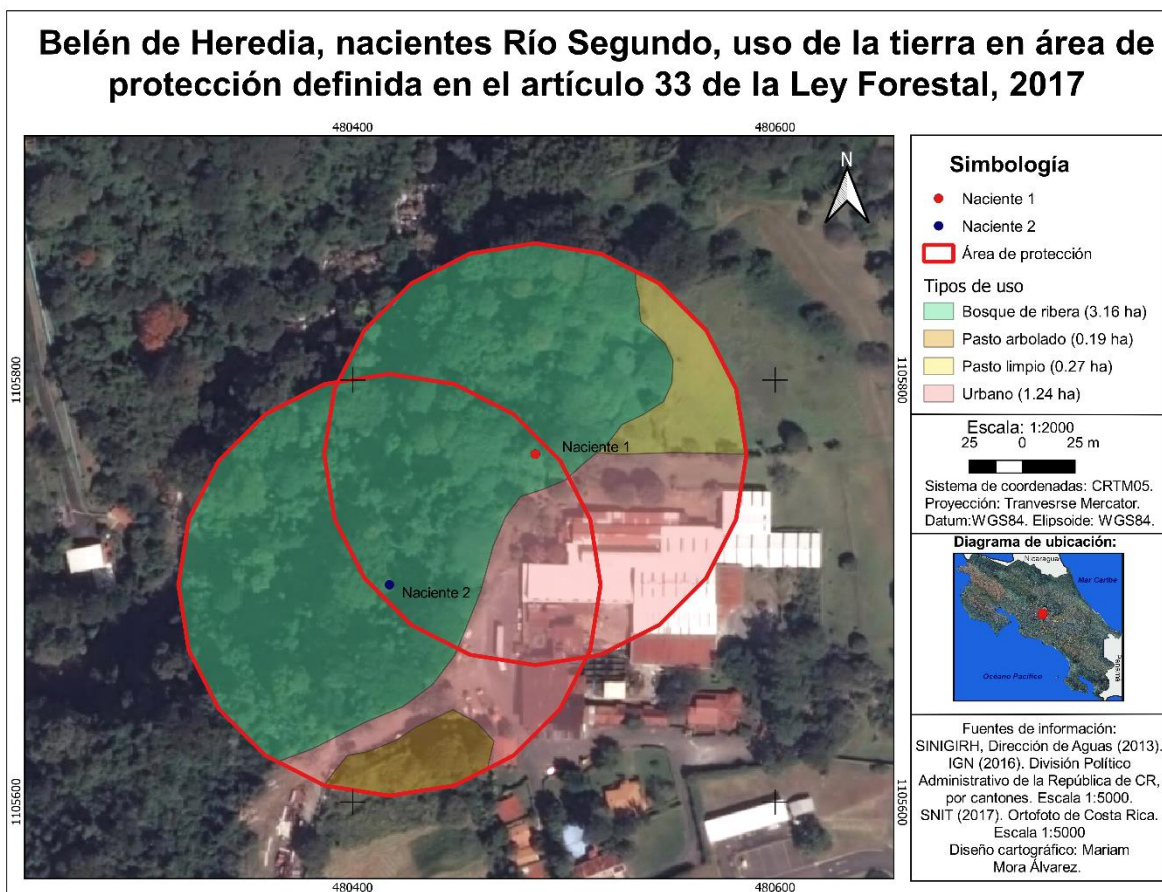 Belén de Heredia, nacientes Río Segundo, uso de la tierra en área de
protección definida en el artículo 33 de la Ley Forestal, 2017
480400
480600
1105800
1105800
1105600
1105600
480400
480600
N
Naciente 1
Naciente 2
Simbología
Naciente 1
Naciente 2
Área de protección
Tipos de uso
Bosque de ribera (3.16 ha)
Pasto arbolado (0.19 ha)
Pasto limpio (0.27 ha)
Urbano (1.24 ha)
Escala: 1:2000
25 0 25 m
Sistema de coordenadas: CRTM05.
Proyección: Tranvesrse Mercator.
Datum:WGS84. Elipsoide: WGS84.
Diagrama de ubicación:
Nicaragua
Mar Caribe
Panamá
Océano Pacífico
Fuentes de información:
SINIGIRH, Dirección de Aguas (2013).
IGN (2016). División Político
Administrativo de la República de CR,
por cantones. Escala 1:5000.
SNIT (2017). Ortofoto de Costa Rica.
Escala 1:5000
Diseño cartográfico: Mariam
Mora Álvarez.